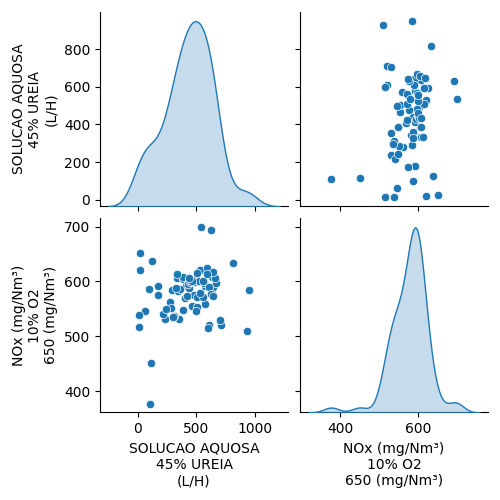 SOLUCAO AQUOSA
45% UREIA
(L/H)
800
600
400
200
0
NOx (mg/Nm³)
10% O2
650 (mg/Nm³)
700
600
500
400
0
500
1000
SOLUCAO AQUOSA
45% UREIA
(L/H)
400
600
NOx (mg/Nm³)
10% O2
650 (mg/Nm³)